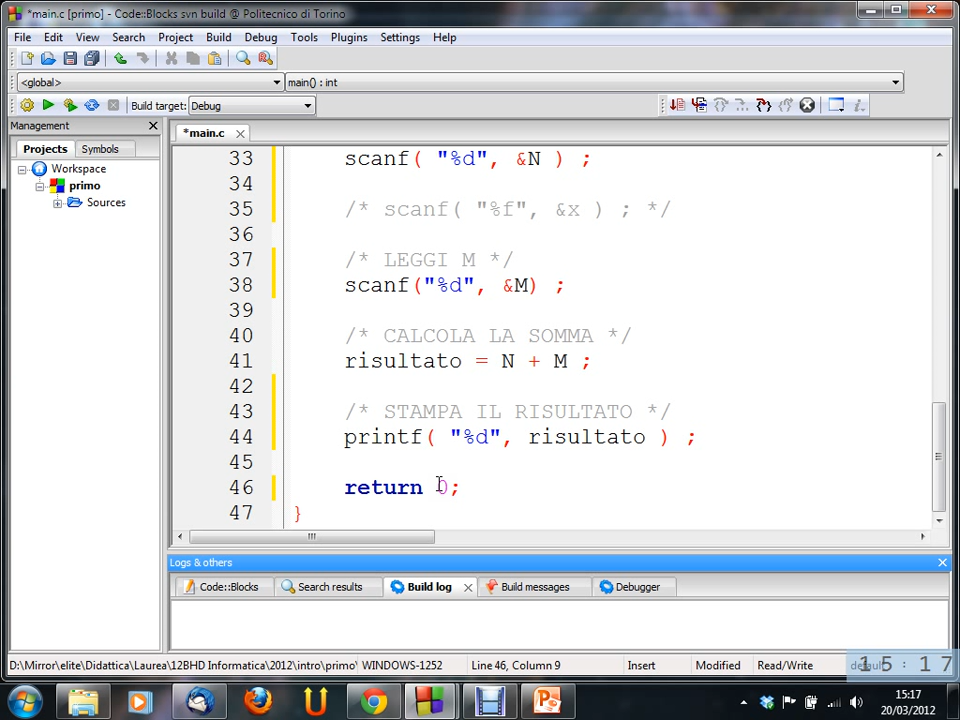 *main.c [primo] - Code::Blocks svn build @ Politecnico di Torino
File Edit View Search Project Build Debug Tools Plugins Settings Help
<global> main() : int
Build target: Debug
Management
*main.c
Projects Symbols
Workspace
primo
Sources
33 scanf( "%d", &N ) ;
34
35 /* scanf( "%f", &x ) ; */
36
37 /* LEGGI M */
38 scanf("%d", &M) ;
39
40 /* CALCOLA LA SOMMA */
41 risultato = N + M ;
42
43 /* STAMPA IL RISULTATO */
44 printf( "%d", risultato ) ;
45
46 return 0;
47 }
Logs & others
Code::Blocks Search results Build log Build messages Debugger
D:\Mirror\elite\Didattica\Laurea\12BHD Informatica\2012\intro\primo\ WINDOWS-1252 Line 46, Column 9 Insert Modified Read/Write default
15:17
15:17
20/03/2012